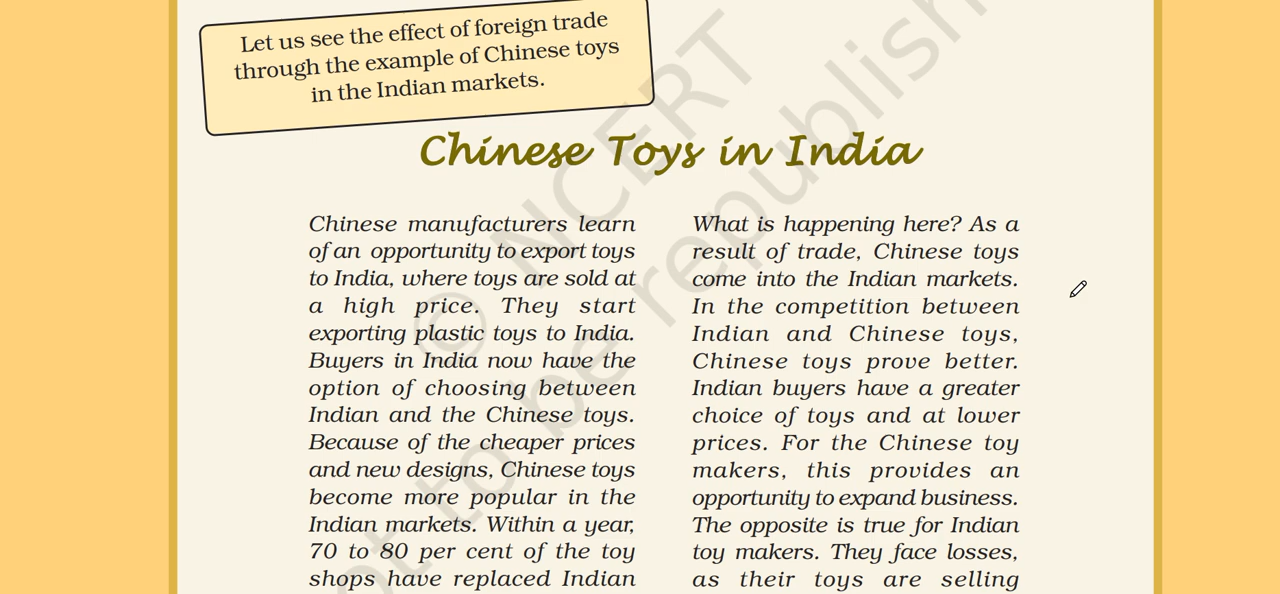 Let us see the effect of foreign trade
through the example of Chinese toys
in the Indian markets.
Chinese Toys in India
Chinese manufacturers learn
of an opportunity to export toys
to India, where toys are sold at
a high price. They start
exporting plastic toys to India.
Buyers in India now have the
option of choosing between
Indian and the Chinese toys.
Because of the cheaper prices
and new designs, Chinese toys
become more popular in the
Indian markets. Within a year,
70 to 80 per cent of the toy
shops have replaced Indian
What is happening here? As a
result of trade, Chinese toys
come into the Indian markets.
In the competition between
Indian and Chinese toys,
Chinese toys prove better.
Indian buyers have a greater
choice of toys and at lower
prices. For the Chinese toy
makers, this provides an
opportunity to expand business.
The opposite is true for Indian
toy makers. They face losses,
as their toys are selling
© NCERT
not to be republish